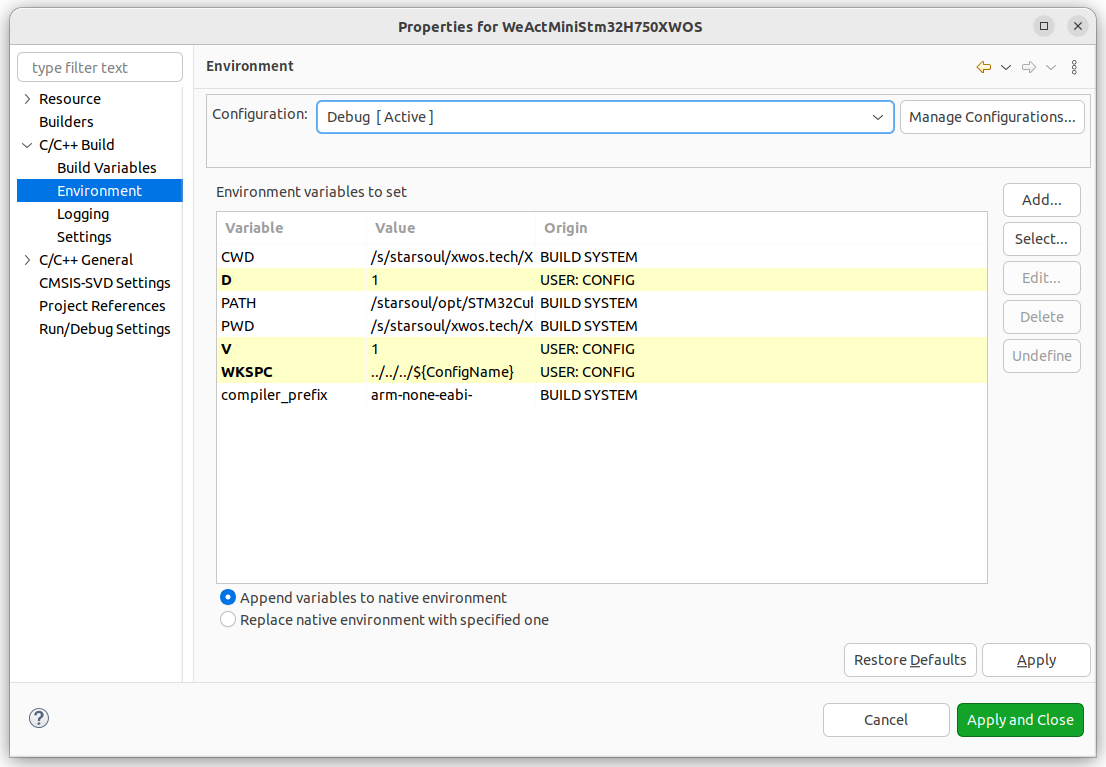 Properties for WeActMiniStm32H750XWOS
type filter text
Resource
Builders
C/C++ Build
Build Variables
Environment
Logging
Settings
C/C++ General
CMSIS-SVD Settings
Project References
Run/Debug Settings
Environment
Configuration: Debug [ Active ] Manage Configurations...
Environment variables to set
Variable Value Origin
CWD /s/starsoul/xwos.tech/X BUILD SYSTEM
D 1 USER: CONFIG
PATH /starsoul/opt/STM32Cul BUILD SYSTEM
PWD /s/starsoul/xwos.tech/X BUILD SYSTEM
V 1 USER: CONFIG
WKSPC ../../../${ConfigName} USER: CONFIG
compiler_prefix arm-none-eabi- BUILD SYSTEM
Add...
Select...
Edit...
Delete
Undefine
Append variables to native environment
Replace native environment with specified one
Restore Defaults Apply
? Cancel Apply and Close